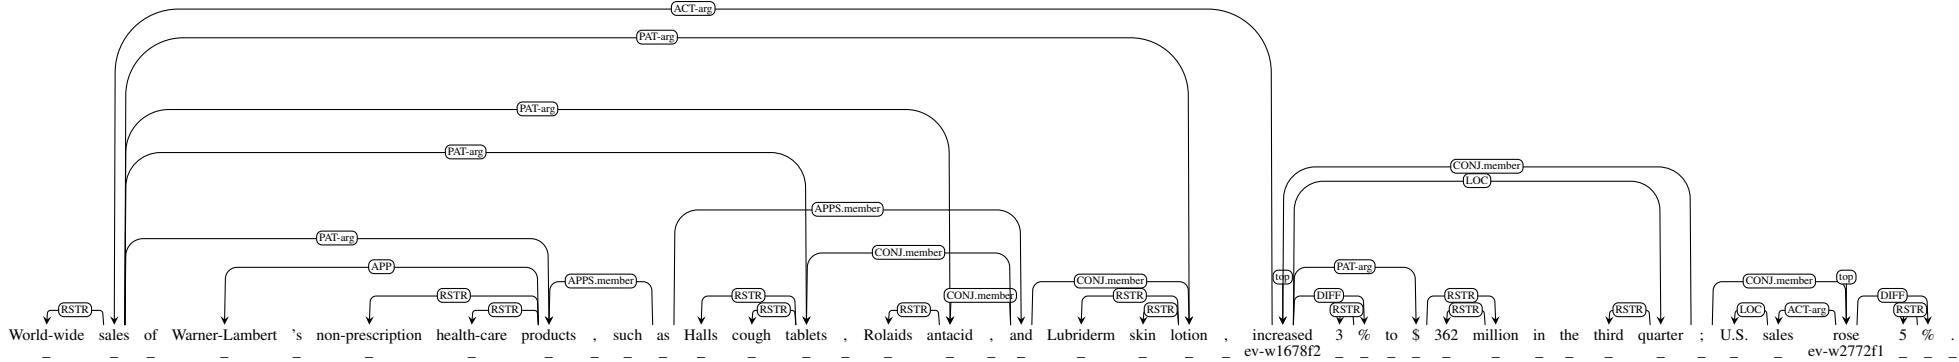 ACT-arg
PAT-arg
PAT-arg
PAT-arg
CONJ.member
LOC
APPS.member
PAT-arg
CONJ.member
APP
PAT-arg
top
top
APPS.member
CONJ.member
CONJ.member
RSTR
RSTR
CONJ.member
RSTR
DIFF
RSTR
DIFF
RSTR
RSTR
RSTR
RSTR
RSTR
RSTR
RSTR
RSTR
LOC
ACT-arg
RSTR
World-wide sales of Warner-Lambert 's non-prescription health-care products , such as Halls cough tablets , Rolaids antacid , and Lubriderm skin lotion , increased 3 % to $ 362 million in the third quarter ; U.S. sales rose 5 %
_ _ _ _ _ _ _ _ _ _ _ _ _ _ _ _ _ _ _ _ _ _ _ ev-w1678f2 _ _ _ _ _ _ _ _ _ _ _ _ _ ev-w2772f1 _ _